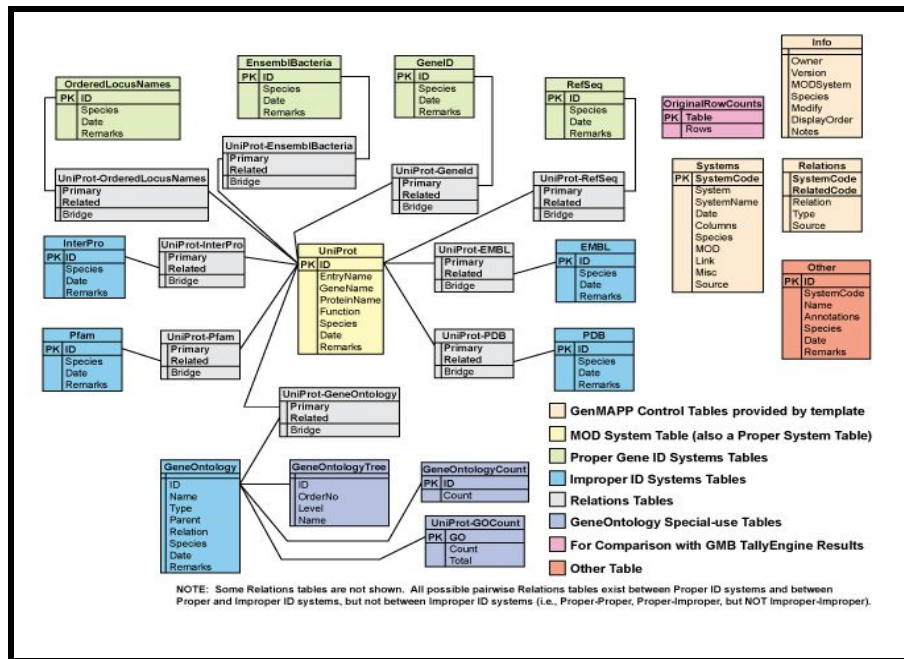 Info
Owner
Version
MODSystem
Species
Modify
DisplayOrder
Notes
EnsemblBacteria
PK ID
Species
Date
Remarks
GeneID
PK ID
Species
Date
Remarks
OrderedLocusNames
PK ID
Species
Date
Remarks
RefSeq
PK ID
Species
Date
Remarks
OriginalRowCounts
PK Table
Rows
UniProt-EnsemblBacteria
Primary
Related
Bridge
UniProt-OrderedLocusNames
Primary
Related
Bridge
UniProt-GeneId
Primary
Related
Bridge
UniProt-RefSeq
Primary
Related
Bridge
Systems
PK SystemCode
System
SystemName
Date
Columns
Species
MOD
Link
Misc
Source
Relations
SystemCode
RelatedCode
Relation
Type
Source
InterPro
PK ID
Species
Date
Remarks
UniProt-InterPro
Primary
Related
Bridge
UniProt
PK ID
EntryName
GeneName
ProteinName
Function
Species
Date
Remarks
UniProt-EMBL
Primary
Related
Bridge
EMBL
PK ID
Species
Date
Remarks
Other
PK ID
SystemCode
Name
Annotations
Species
Date
Remarks
Pfam
PK ID
Species
Date
Remarks
UniProt-Pfam
Primary
Related
Bridge
UniProt-PDB
Primary
Related
Bridge
PDB
PK ID
Species
Date
Remarks
UniProt-GeneOntology
Primary
Related
Bridge
GeneOntology
ID
Name
Type
Parent
Relation
Species
Date
Remarks
GeneOntologyTree
ID
OrderNo
Level
Name
GeneOntologyCount
PK ID
Count
UniProt-GOCount
PK GO
Count
Total
GenMAPP Control Tables provided by template
MOD System Table (also a Proper System Table)
Proper Gene ID Systems Tables
Improper ID Systems Tables
Relations Tables
GeneOntology Special-use Tables
For Comparison with GMB TallyEngine Results
Other Table
NOTE: Some Relations tables are not shown. All possible pairwise Relations tables exist between Proper ID systems and between
Proper and Improper ID systems, but not between Improper ID systems (i.e., Proper-Proper, Proper-Improper, but NOT Improper-Improper).